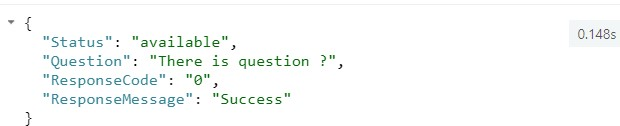 {
0.148s
"Status": "available",
"Question": "There is question ?",
"ResponseCode": "0",
"ResponseMessage": "Success"
}